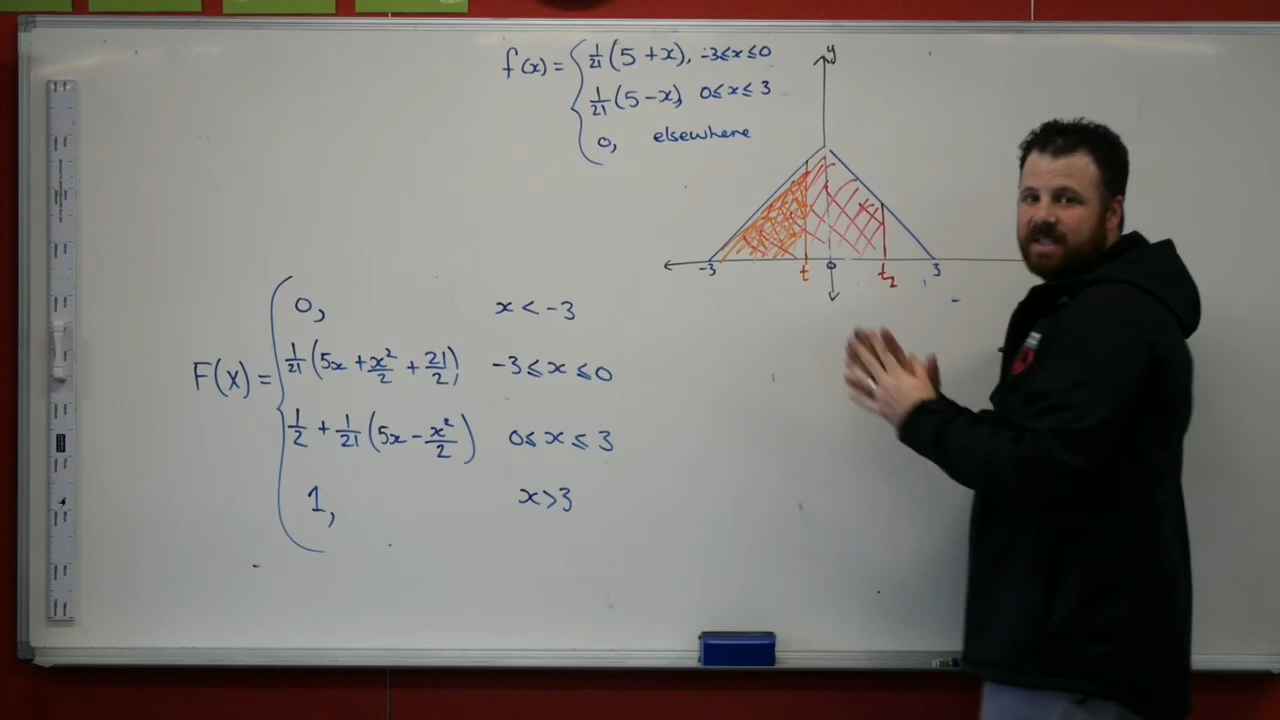 f(x) = { 1/21 (5 + x), -3 ≤ x ≤ 0
1/21 (5 − x), 0 ≤ x ≤ 3
0, elsewhere
y
-3 t 0 t₂ 3
0, x < -3
F(x) = { 1/21 (5x + x²/2 + 21/2), -3 ≤ x ≤ 0
1/2 + 1/21 (5x − x²/2) 0 ≤ x ≤ 3
1, x > 3